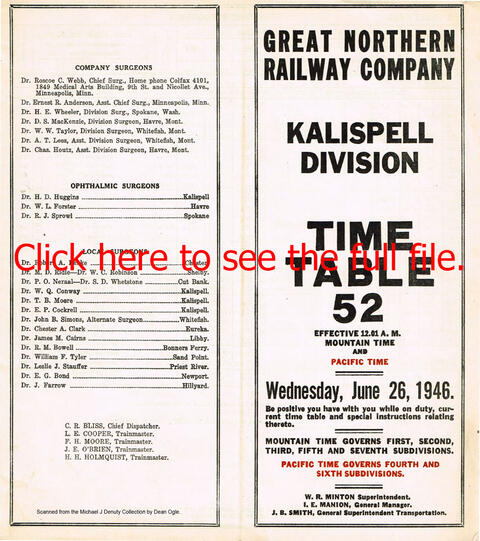 COMPANY SURGEONS
Dr. Roscoe C. Webb, Chief Surg., Home phone Colfax 4101,
1849 Medical Arts Building, 9th St. and Nicollet Ave.,
Minneapolis, Minn.
Dr. Ernest R. Anderson, Asst. Chief Surg., Minneapolis, Minn.
Dr. H. E. Wheeler, Division Surg., Spokane, Wash.
Dr. D. S. MacKenzie, Division Surgeon, Havre, Mont.
Dr. W. W. Taylor, Division Surgeon, Whitefish, Mont.
Dr. A. T. Lees, Asst. Division Surgeon, Whitefish, Mont.
Dr. Chas. Houtz, Asst. Division Surgeon, Havre, Mont.
OPHTHALMIC SURGEONS
Dr. H. D. Huggins Kalispell
Dr. W. L. Forster Havre
Dr. R. J. Sprowl Spokane
LOCAL SURGEONS
Dr. Robert A. Chester.
Dr. M. D. Dr. W. C. Robinson Shelby.
Dr. P. O. Neraal—Dr. S. D. Whetstone Cut Bank.
Dr. W. Q. Conway Kalispell.
Dr. T. B. Moore Kalispell.
Dr. E. P. Cockrell Kalispell.
Dr. John B. Simons, Alternate Surgeon Whitefish.
Dr. Chester A. Clark Eureka.
Dr. James M. Cairns Libby.
Dr. R. M. Bowell Bonners Ferry.
Dr. William F. Tyler Sand Point.
Dr. Leslie J. Stauffer Priest River.
Dr. E. G. Bond Newport.
Dr. J. Farrow Hillyard.
C. R. BLISS, Chief Dispatcher.
L. E. COOPER, Trainmaster.
F. H. MOORE, Trainmaster.
J. E. O'BRIEN, Trainmaster.
H. H. HOLMQUIST, Trainmaster.
Scanned from the Michael J Denuty Collection by Dean Ogle.
Click here to see the full file.
GREAT NORTHERN
RAILWAY COMPANY
KALISPELL
DIVISION
TIME
TABLE
52
EFFECTIVE 12.01 A. M.
MOUNTAIN TIME
AND
PACIFIC TIME
Wednesday, June 26, 1946.
Be positive you have with you while on duty, cur-
rent time table and special instructions relating
thereto.
MOUNTAIN TIME GOVERNS FIRST, SECOND,
THIRD, FIFTH AND SEVENTH SUBDIVISIONS.
PACIFIC TIME GOVERNS FOURTH AND
SIXTH SUBDIVISIONS.
W. R. MINTON Superintendent.
I. E. MANION, General Manager.
J. B. SMITH, General Superintendent Transportation.